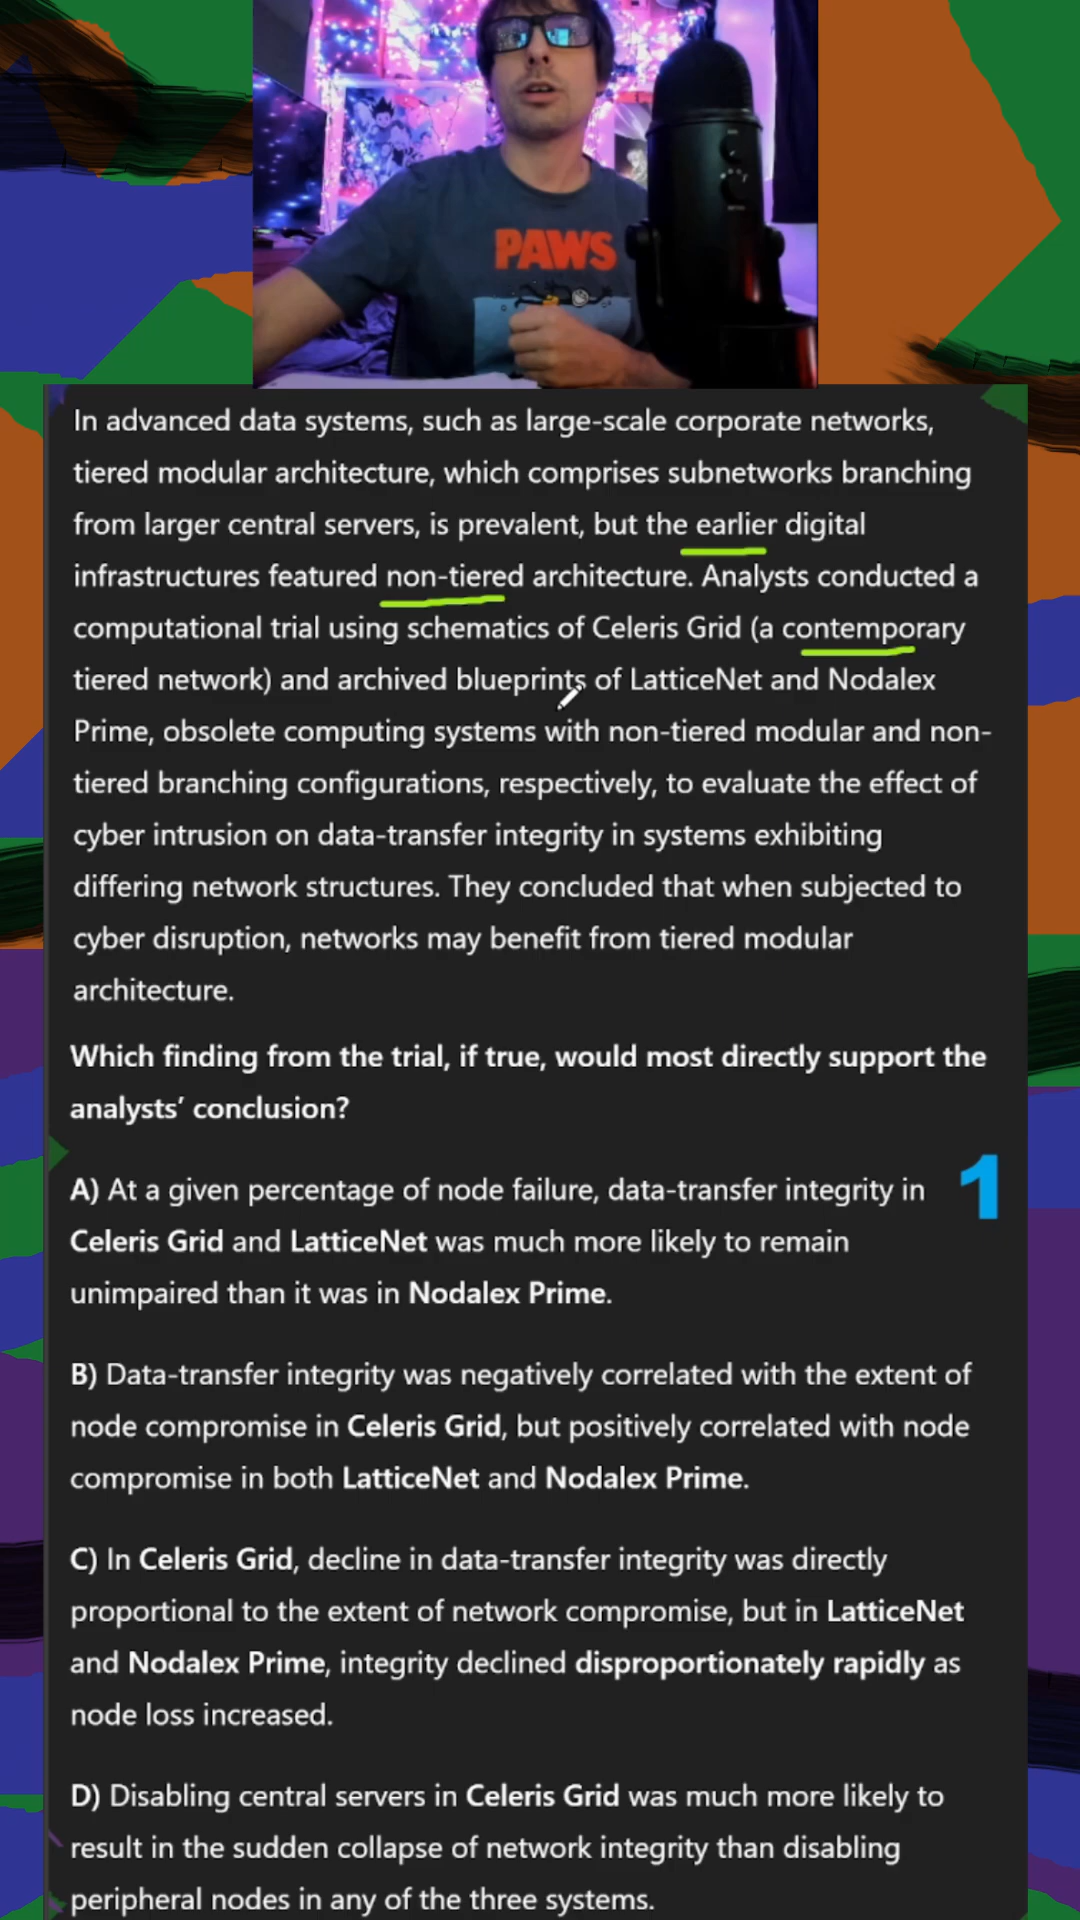 PAWS
In advanced data systems, such as large-scale corporate networks,
tiered modular architecture, which comprises subnetworks branching
from larger central servers, is prevalent, but the earlier digital
infrastructures featured non-tiered architecture. Analysts conducted a
computational trial using schematics of Celeris Grid (a contemporary
tiered network) and archived blueprints of LatticeNet and Nodalex
Prime, obsolete computing systems with non-tiered modular and non-
tiered branching configurations, respectively, to evaluate the effect of
cyber intrusion on data-transfer integrity in systems exhibiting
differing network structures. They concluded that when subjected to
cyber disruption, networks may benefit from tiered modular
architecture.
Which finding from the trial, if true, would most directly support the
analysts’ conclusion?
A) At a given percentage of node failure, data-transfer integrity in
Celeris Grid and LatticeNet was much more likely to remain
unimpaired than it was in Nodalex Prime.
1
B) Data-transfer integrity was negatively correlated with the extent of
node compromise in Celeris Grid, but positively correlated with node
compromise in both LatticeNet and Nodalex Prime.
C) In Celeris Grid, decline in data-transfer integrity was directly
proportional to the extent of network compromise, but in LatticeNet
and Nodalex Prime, integrity declined disproportionately rapidly as
node loss increased.
D) Disabling central servers in Celeris Grid was much more likely to
result in the sudden collapse of network integrity than disabling
peripheral nodes in any of the three systems.